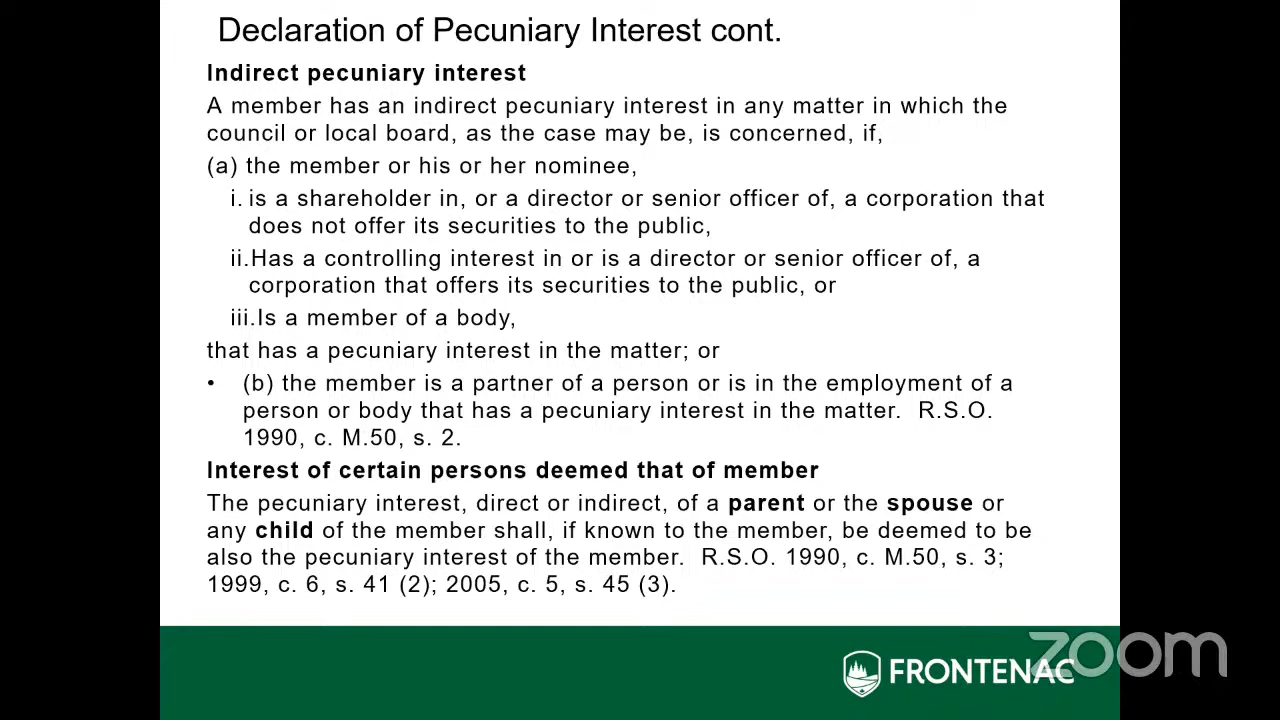 Declaration of Pecuniary Interest cont.
Indirect pecuniary interest
A member has an indirect pecuniary interest in any matter in which the
council or local board, as the case may be, is concerned, if,
(a) the member or his or her nominee,
i. is a shareholder in, or a director or senior officer of, a corporation that
does not offer its securities to the public,
ii.Has a controlling interest in or is a director or senior officer of, a
corporation that offers its securities to the public, or
iii.Is a member of a body,
that has a pecuniary interest in the matter; or
• (b) the member is a partner of a person or is in the employment of a
person or body that has a pecuniary interest in the matter. R.S.O.
1990, c. M.50, s. 2.
Interest of certain persons deemed that of member
The pecuniary interest, direct or indirect, of a parent or the spouse or
any child of the member shall, if known to the member, be deemed to be
also the pecuniary interest of the member. R.S.O. 1990, c. M.50, s. 3;
1999, c. 6, s. 41 (2); 2005, c. 5, s. 45 (3).
zoom
FRONTENAC